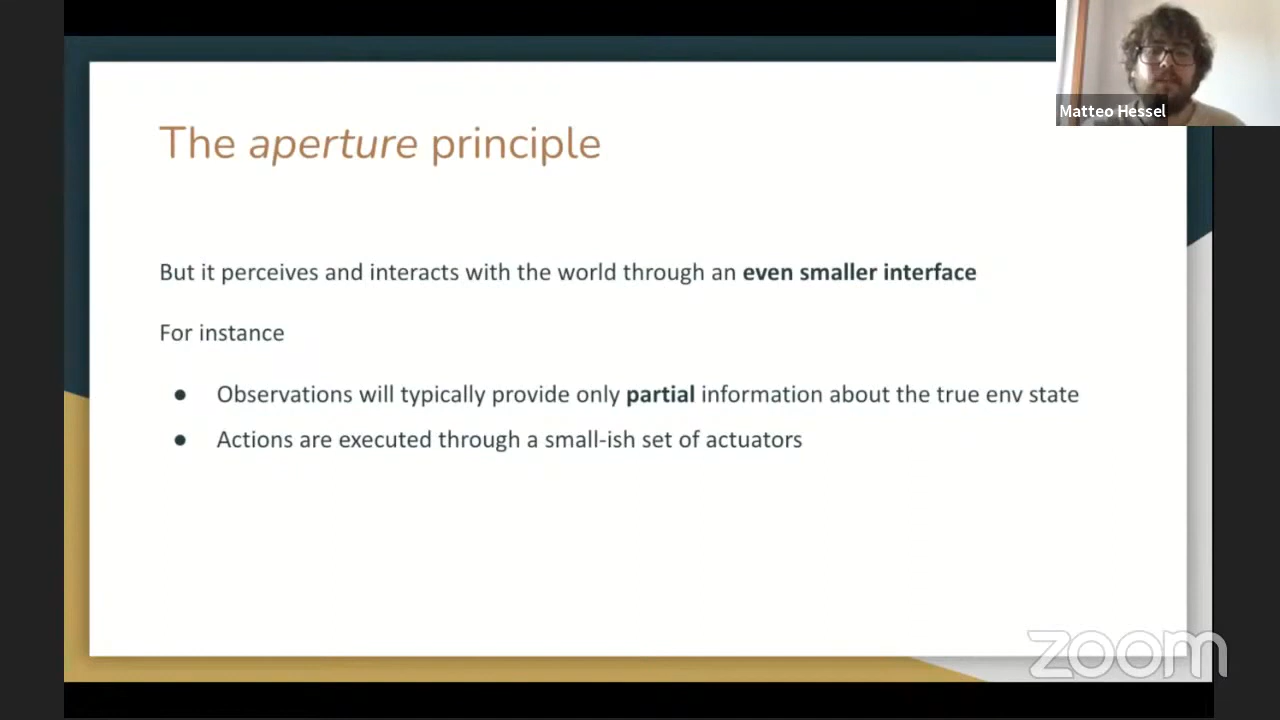 Matteo Hessel
The aperture principle
But it perceives and interacts with the world through an even smaller interface
For instance
● Observations will typically provide only partial information about the true env state
● Actions are executed through a small-ish set of actuators
zoom